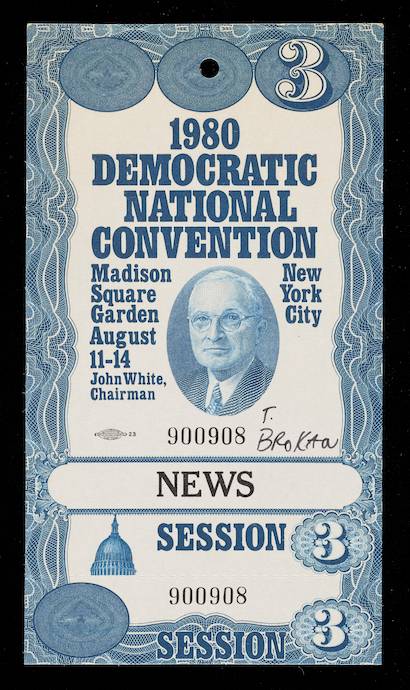 3
1980
DEMOCRATIC
NATIONAL
CONVENTION
Madison
Square
Garden
August
11-14
John White,
Chairman
New
York
City
23
900908
T.
BROKAW
NEWS
SESSION 3
900908
SESSION 3